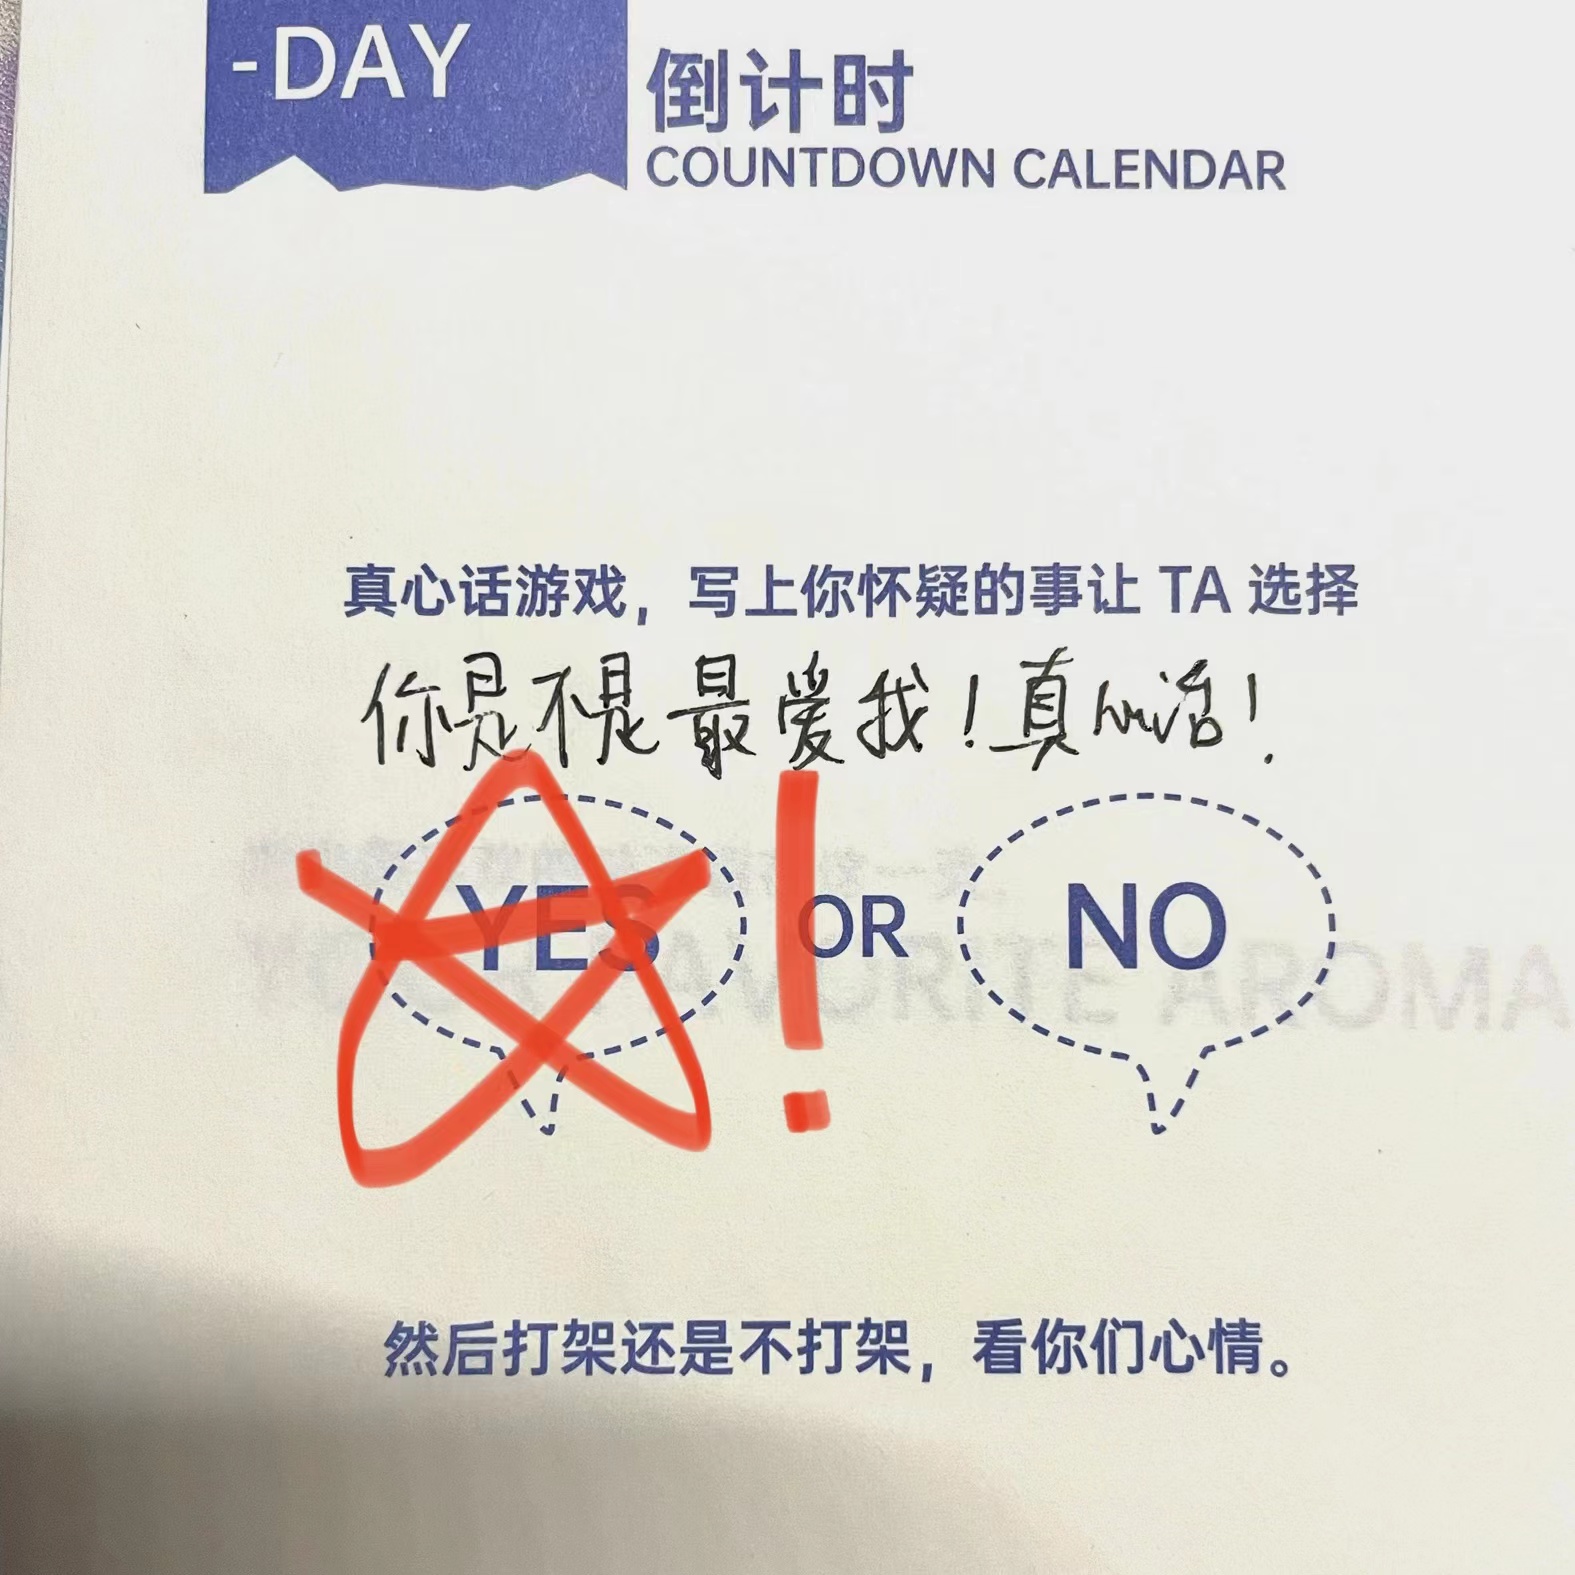 -DAY
倒计时
COUNTDOWN CALENDAR
真心话游戏，写上你怀疑的事让 TA 选择
你是不是最爱我！真心话！
YES ! OR NO
然后打架还是不打架，看你们心情。